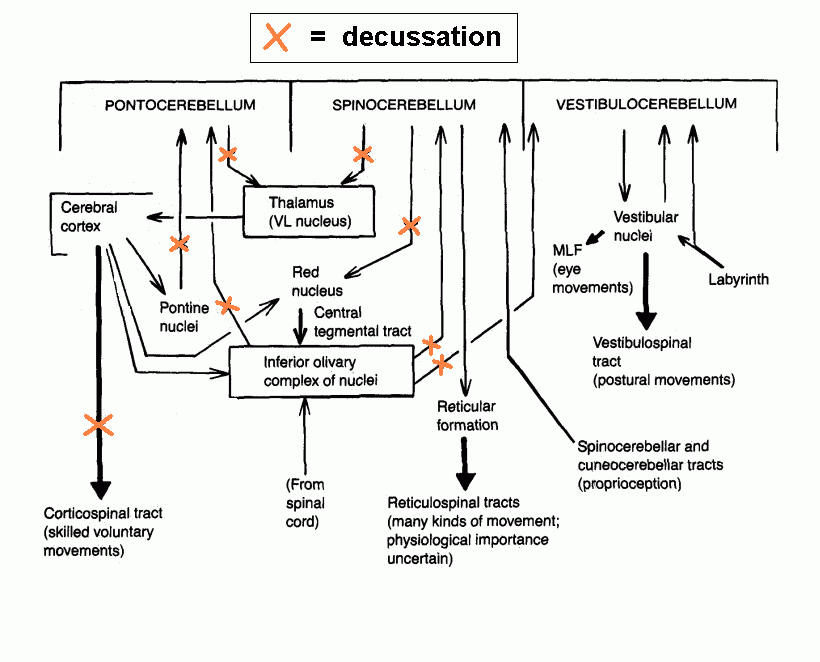 X = decussation
PONTOCEREBELLUM
SPINOCEREBELLUM
VESTIBULOCEREBELLUM
Cerebral
cortex
Thalamus
(VL nucleus)
Vestibular
nuclei
MLF
(eye
movements)
Labyrinth
Red
nucleus
Pontine
nuclei
Central
tegmental tract
Inferior olivary
complex of nuclei
Vestibulospinal
tract
(postural movements)
Reticular
formation
Spinocerebellar and
cuneocerebellar tracts
(proprioception)
(From
spinal
cord)
Corticospinal tract
(skilled voluntary
movements)
Reticulospinal tracts
(many kinds of movement;
physiological importance
uncertain)